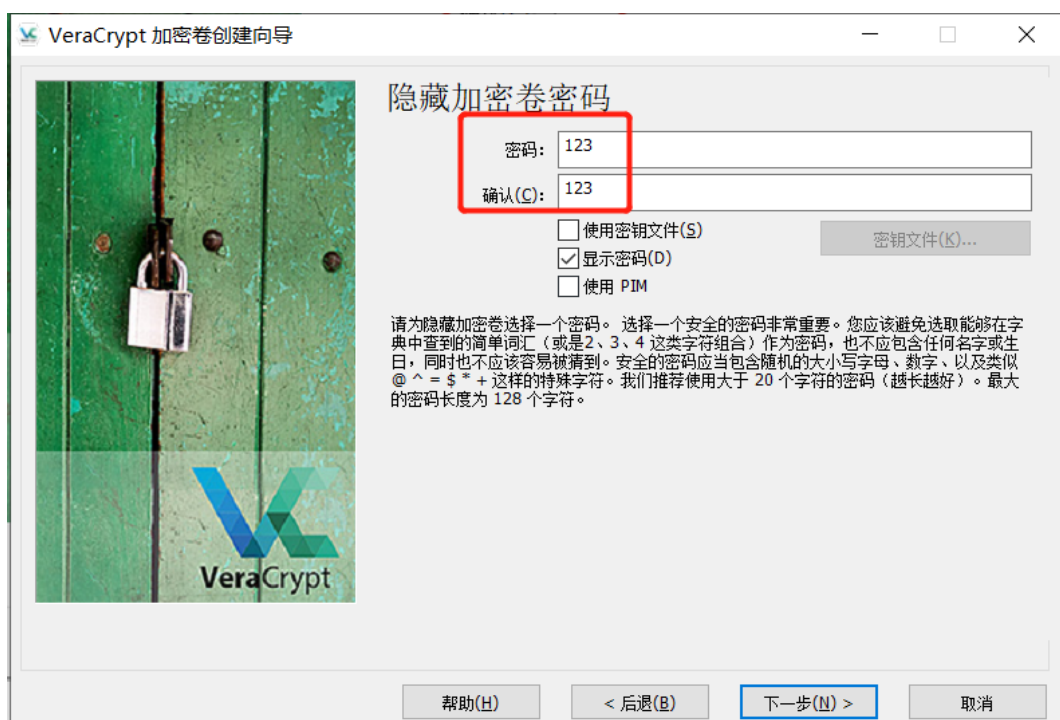 VeraCrypt 加密卷创建向导
隐藏加密卷密码
密码: 123
确认(C): 123
使用密钥文件(S)
密钥文件(K)...
显示密码(D)
使用 PIM
请为隐藏加密卷选择一个密码。 选择一个安全的密码非常重要。您应该避免选取能够在字
典中查到的简单词汇（或是2、3、4 这类字符组合）作为密码，也不应包含任何名字或生
日，同时也不应该容易被猜到。安全的密码应当包含随机的大小写字母、数字、以及类似
@ ^ = $ * + 这样的特殊字符。我们推荐使用大于 20 个字符的密码（越长越好）。最大
的密码长度为 128 个字符。
VeraCrypt
帮助(H)
< 后退(B)
下一步(N) >
取消